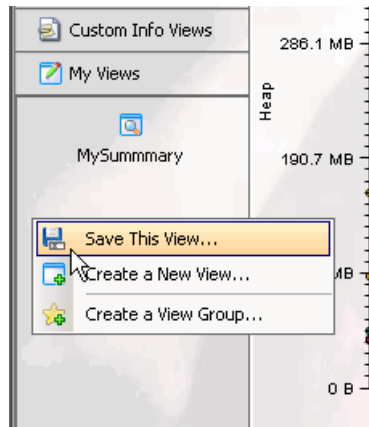 Custom Info Views
My Views
MySummmary
Save This View...
Create a New View...
Create a View Group...
286.1 MB
Heap
190.7 MB
MB
0 B